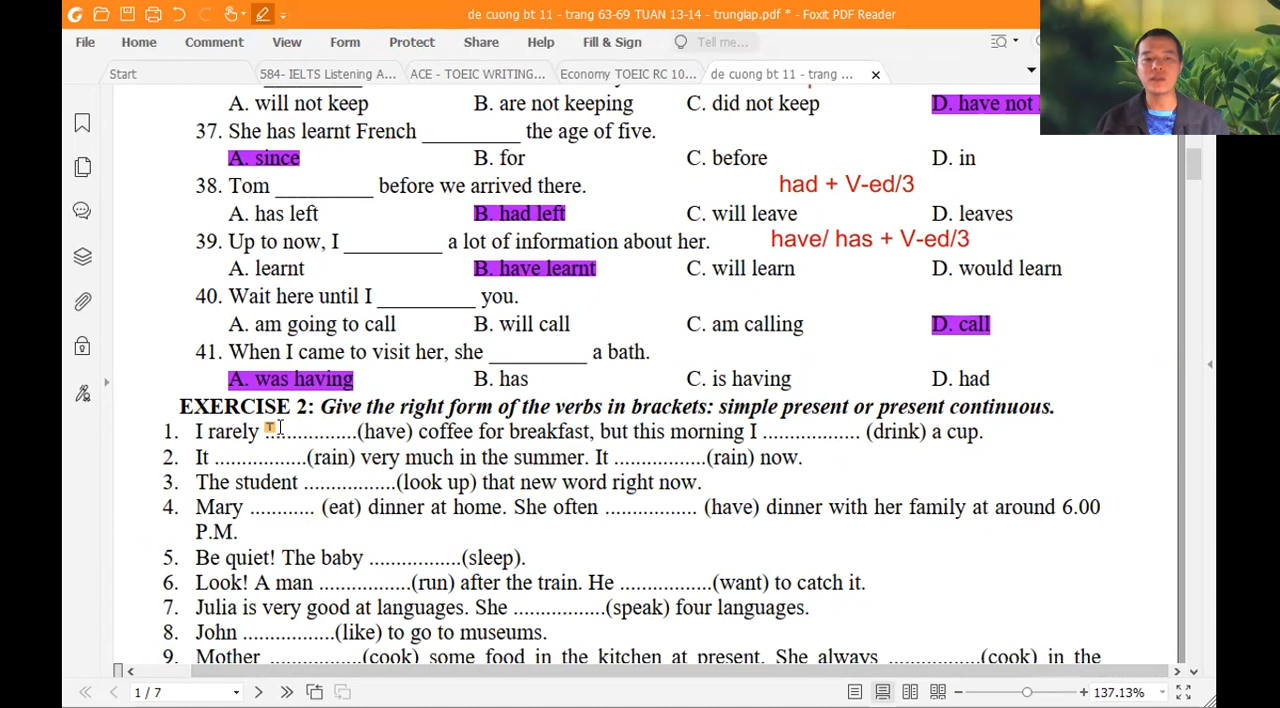 de cuong bt 11 - trang 63-69 TUAN 13-14 - trunglap.pdf * - Foxit PDF Reader
File Home Comment View Form Protect Share Help Fill & Sign Tell me...
Start 584- IELTS Listening A... ACE - TOEIC WRITING... Economy TOEIC RC 10... de cuong bt 11 - trang ...
A. will not keep B. are not keeping C. did not keep D. have not
37. She has learnt French _________ the age of five.
A. since B. for C. before D. in
38. Tom _________ before we arrived there. had + V-ed/3
A. has left B. had left C. will leave D. leaves
39. Up to now, I _________ a lot of information about her. have/ has + V-ed/3
A. learnt B. have learnt C. will learn D. would learn
40. Wait here until I _________ you.
A. am going to call B. will call C. am calling D. call
41. When I came to visit her, she _________ a bath.
A. was having B. has C. is having D. had
EXERCISE 2: Give the right form of the verbs in brackets: simple present or present continuous.
1. I rarely ................(have) coffee for breakfast, but this morning I ................. (drink) a cup.
2. It ................(rain) very much in the summer. It ................(rain) now.
3. The student ................(look up) that new word right now.
4. Mary ............ (eat) dinner at home. She often ................ (have) dinner with her family at around 6.00
P.M.
5. Be quiet! The baby ................(sleep).
6. Look! A man ................(run) after the train. He ................(want) to catch it.
7. Julia is very good at languages. She ................(speak) four languages.
8. John ................(like) to go to museums.
9. Mother ................(cook) some food in the kitchen at present. She always ................(cook) in the
1 / 7 137.13%